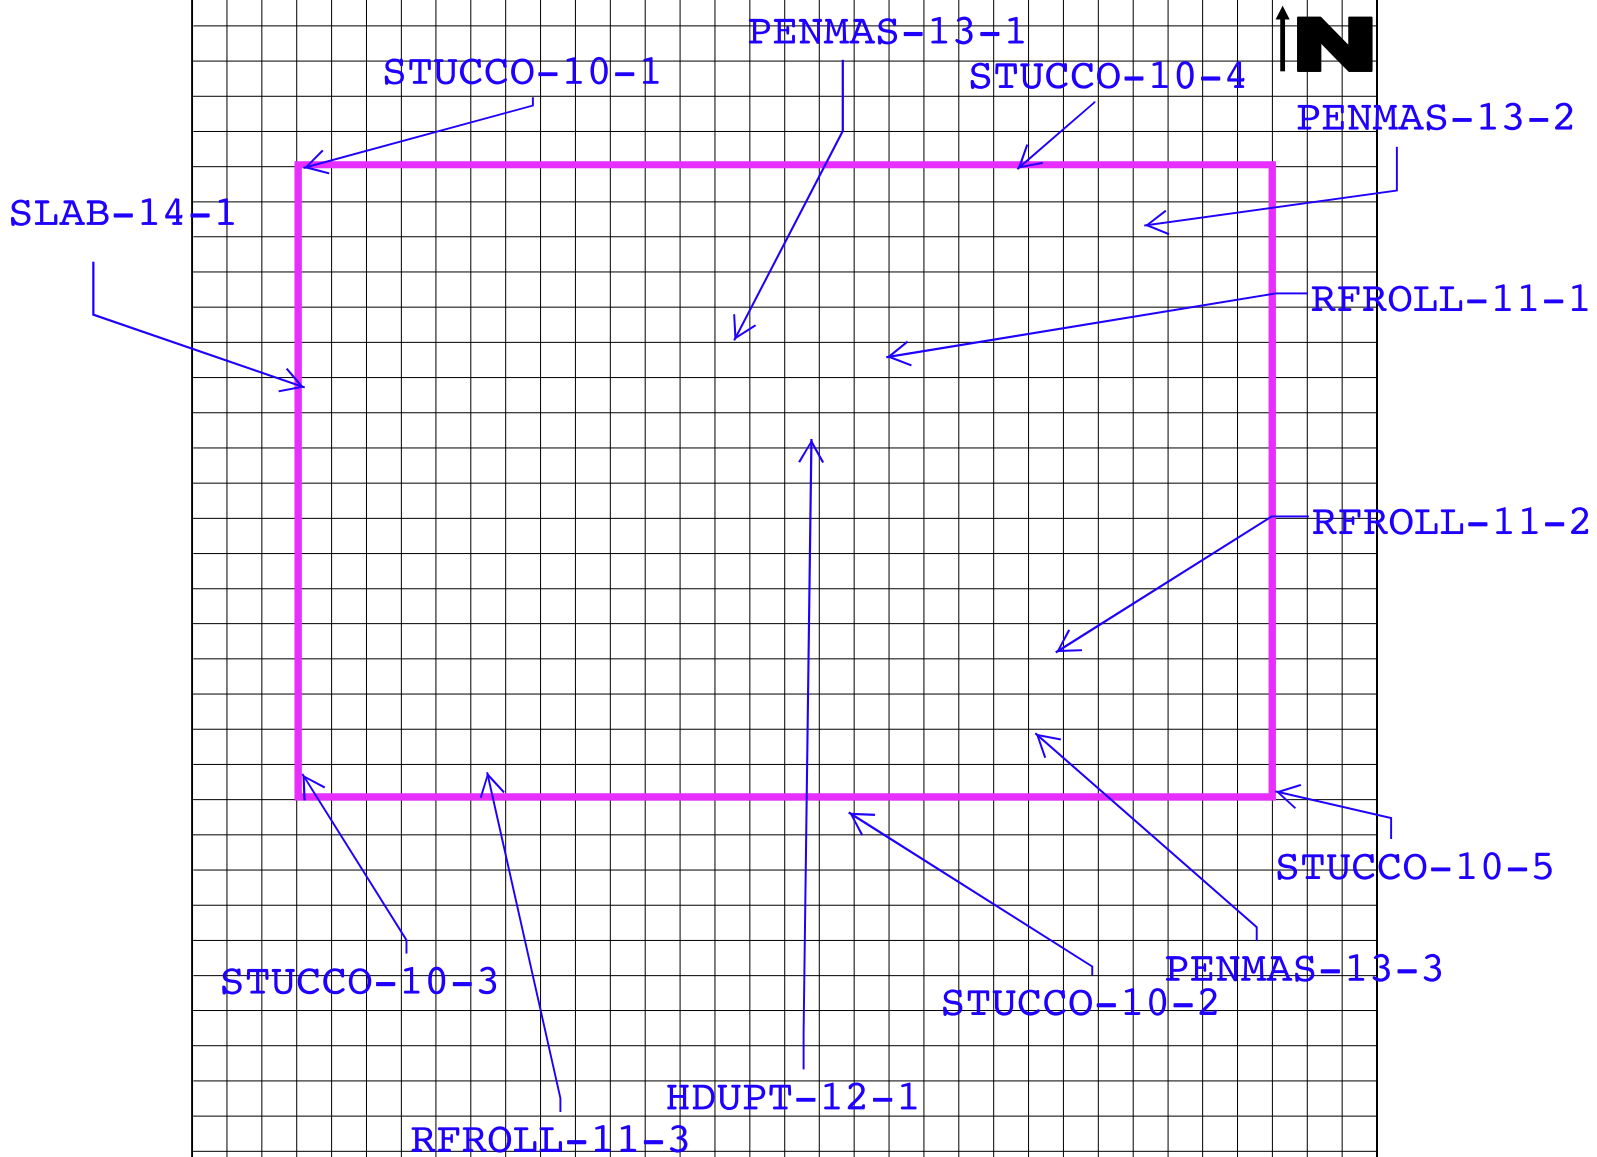 PENMAS-13-1
N
STUCCO-10-1
STUCCO-10-4
PENMAS-13-2
SLAB-14-1
RFROLL-11-1
RFROLL-11-2
STUCCO-10-5
STUCCO-10-3
PENMAS-13-3
STUCCO-10-2
HDUPT-12-1
RFROLL-11-3